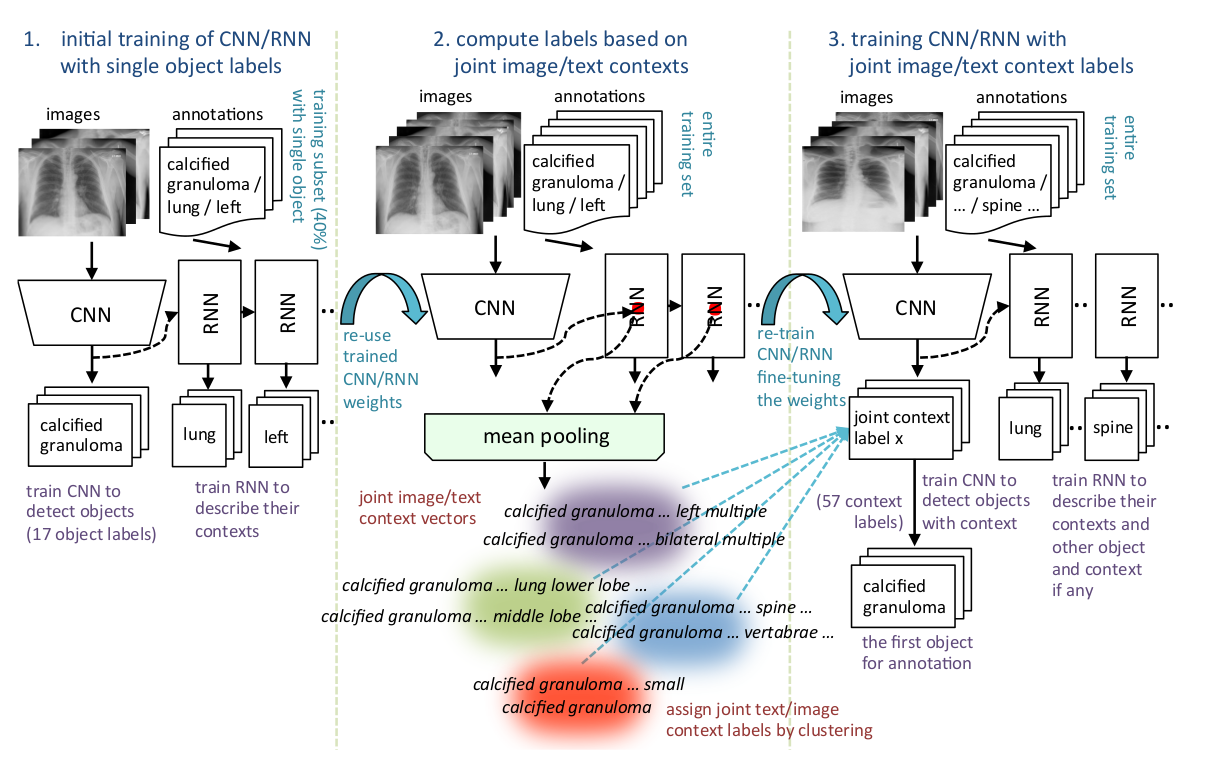 1. initial training of CNN/RNN
with single object labels
images
annotations
training subset (40%)
with single object
calcified
granuloma /
lung / left
CNN
RNN
RNN
..
calcified
granuloma
lung
left
..
train CNN to
detect objects
(17 object labels)
train RNN to
describe their
contexts
re-use
trained
CNN/RNN
weights
2. compute labels based on
joint image/text contexts
images
annotations
entire
training set
calcified
granuloma /
lung / left
CNN
RNN
RNN
..
mean pooling
joint image/text
context vectors
calcified granuloma ... left multiple
calcified granuloma ... bilateral multiple
calcified granuloma ... lung lower lobe ...
calcified granuloma ... middle lobe ...
calcified granuloma ... spine ...
calcified granuloma ... vertabrae ...
calcified granuloma ... small
calcified granuloma
assign joint text/image
context labels by clustering
re-train
CNN/RNN
fine-tuning
the weights
3. training CNN/RNN with
joint image/text context labels
images
annotations
entire
training set
calcified
granuloma /
... / spine ...
CNN
RNN
..
RNN
..
joint context
label x
lung
..
spine
..
(57 context
labels)
train CNN to
detect objects
with context
train RNN to
describe their
contexts and
other object
and context
if any
calcified
granuloma
the first object
for annotation